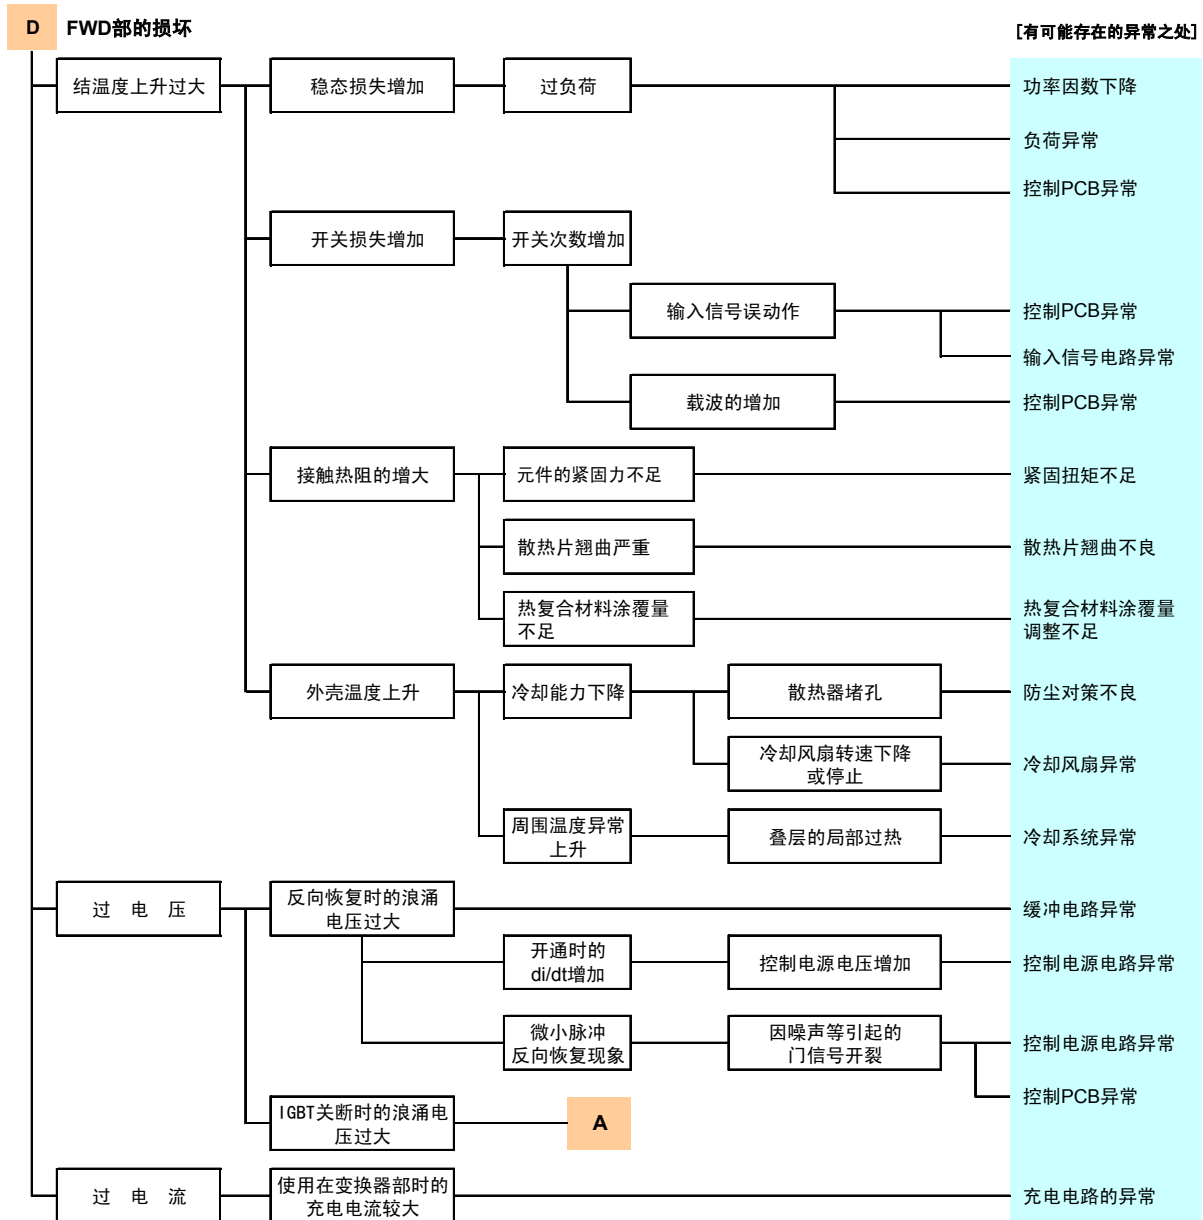 D FWD部的损坏
[有可能存在的异常之处]
结温度上升过大
稳态损失增加
过负荷
功率因数下降
负荷异常
控制PCB异常
开关损失增加
开关次数增加
输入信号误动作
控制PCB异常
输入信号电路异常
载波的增加
控制PCB异常
接触热阻的增大
元件的紧固力不足
紧固扭矩不足
散热片翘曲严重
散热片翘曲不良
热复合材料涂覆量
不足
热复合材料涂覆量
调整不足
外壳温度上升
冷却能力下降
散热器堵孔
防尘对策不良
冷却风扇转速下降
或停止
冷却风扇异常
周围温度异常
上升
叠层的局部过热
冷却系统异常
过 电 压
反向恢复时的浪涌
电压过大
缓冲电路异常
开通时的
di/dt增加
控制电源电压增加
控制电源电路异常
微小脉冲
反向恢复现象
因噪声等引起的
门信号开裂
控制电源电路异常
控制PCB异常
IGBT关断时的浪涌电
压过大
A
过 电 流
使用在变换器部时的
充电电流较大
充电电路的异常